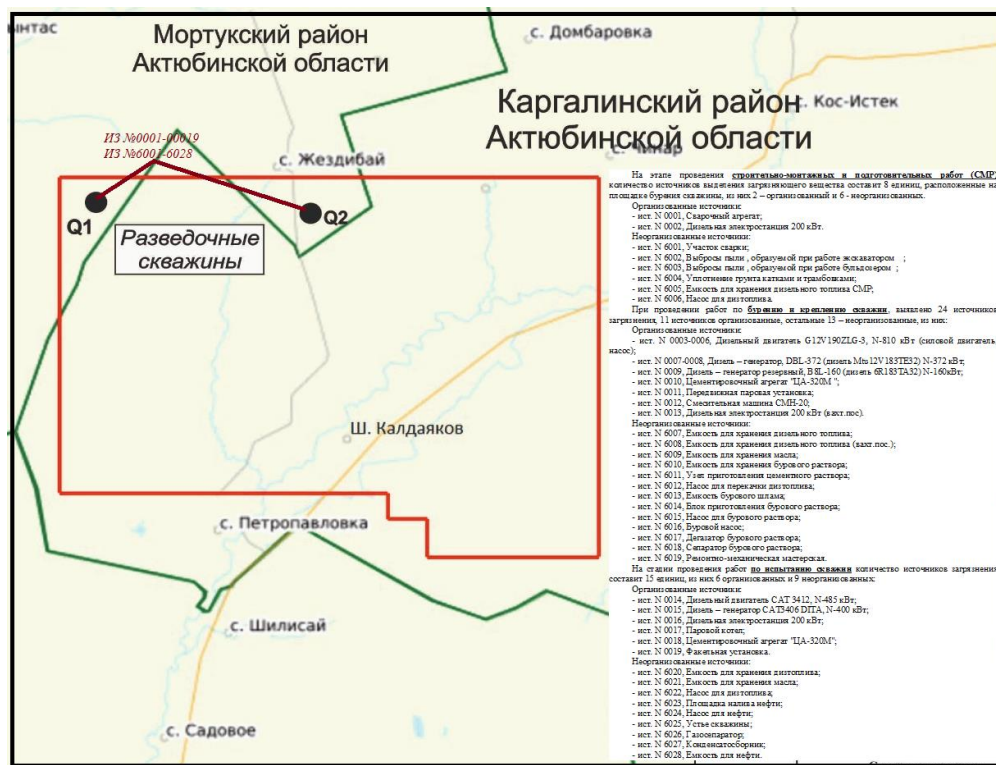 ынтас
Мортукский район
Актюбинской области
с. Домбаровка
Каргалинский район
Актюбинской области
с. Кос-Истек
с. Чинар
ИЗ №0001-00019
ИЗ №6001-6028
с. Жездибай
Q1
Q2
Разведочные
скважины
Ш. Калдаяков
с. Петропавловка
с. Шилисай
с. Садовое
На этапе проведения строительно-монтажных и подготовительных работ (СМР)
количество источников выделения загрязняющего вещества составит 8 единиц, расположенные на
площадке бурения скважины, из них 2 – организованный и 6 - неорганизованных.
Организованные источники:
- ист. N 0001, Сварочный агрегат;
- ист. N 0002, Дизельная электростанция 200 кВт.
Неорганизованные источники:
- ист. N 6001, Участок сварки;
- ист. N 6002, Выбросы пыли , образуемой при работе экскаватором ;
- ист. N 6003, Выбросы пыли , образуемой при работе бульдозером ;
- ист. N 6004, Уплотнение грунта катками и трамбовками;
- ист. N 6005, Емкость для хранения дизельного топлива СМР;
- ист. N 6006, Насос для дизтоплива.
При проведении работ по бурению и креплению скважин, выявлено 24 источников
загрязнения, 11 источников организованные, остальные 13 – неорганизованные, из них:
Организованные источники:
- ист. N 0003-0006, Дизельный двигатель G12V190ZLG-3, N-810 кВт (силовой двигатель,
насос);
- ист. N 0007-0008, Дизель – генератор, DBL-372 (дизель Mtu12V183TE32) N-372 кВт;
- ист. N 0009, Дизель – генератор резервный, B8L-160 (дизель 6R183TA32) N-160кВт;
- ист. N 0010, Цементировочный агрегат "ЦА-320М ";
- ист. N 0011, Передвижная паровая установка;
- ист. N 0012, Смесительная машина СМН-20;
- ист. N 0013, Дизельная электростанция 200 кВт (вахт.пос).
Неорганизованные источники:
- ист. N 6007, Емкость для хранения дизельного топлива;
- ист. N 6008, Емкость для хранения дизельного топлива (вахт.пос.);
- ист. N 6009, Емкость для хранения масла;
- ист. N 6010, Емкость для хранения бурового раствора;
- ист. N 6011, Узел приготовления цементного раствора;
- ист. N 6012, Насос для перекачки дизтоплива;
- ист. N 6013, Емкость бурового шлама;
- ист. N 6014, Блок приготовления бурового раствора;
- ист. N 6015, Насос для бурового раствора;
- ист. N 6016, Буровой насос;
- ист. N 6017, Дегазатор бурового раствора;
- ист. N 6018, Сепаратор бурового раствора;
- ист. N 6019, Ремонтно-механическая мастерская.
На стадии проведения работ по испытанию скважин количество источников загрязнения
составит 15 единиц, из них 6 организованных и 9 неорганизованных:
Организованные источники:
- ист. N 0014, Дизельный двигатель CAT 3412, N-485 кВт;
- ист. N 0015, Дизель – генератор CAT3406 DITA, N-400 кВт;
- ист. N 0016, Дизельная электростанция 200 кВт;
- ист. N 0017, Паровой котел;
- ист. N 0018, Цементировочный агрегат "ЦА-320М";
- ист. N 0019, Факельная установка.
Неорганизованные источники:
- ист. N 6020, Емкость для хранения дизтоплива;
- ист. N 6021, Емкость для хранения масла;
- ист. N 6022, Насос для дизтоплива;
- ист. N 6023, Площадка налива нефти;
- ист. N 6024, Насос для нефти;
- ист. N 6025, Устье скважины;
- ист. N 6026, Газосепаратор;
- ист. N 6027, Конденсатосборник;
- ист. N 6028, Емкость для нефти.